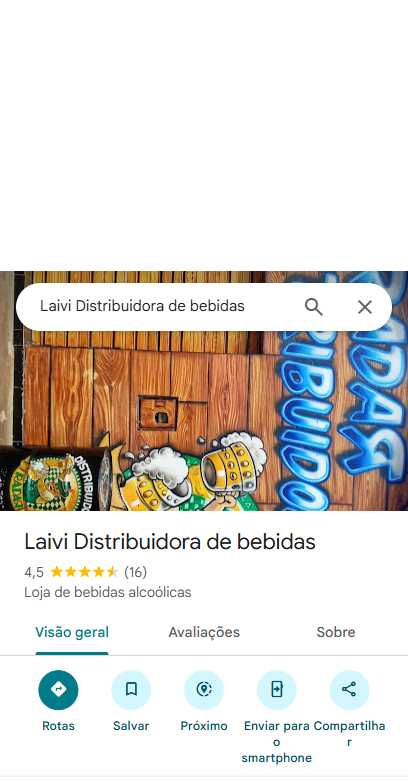 Laivi Distribuidora de bebidas
Laivi Distribuidora de bebidas
4,5 (16)
Loja de bebidas alcoólicas
Visão geral Avaliações Sobre
Rotas Salvar Próximo Enviar para Compartilha
o r
smartphone